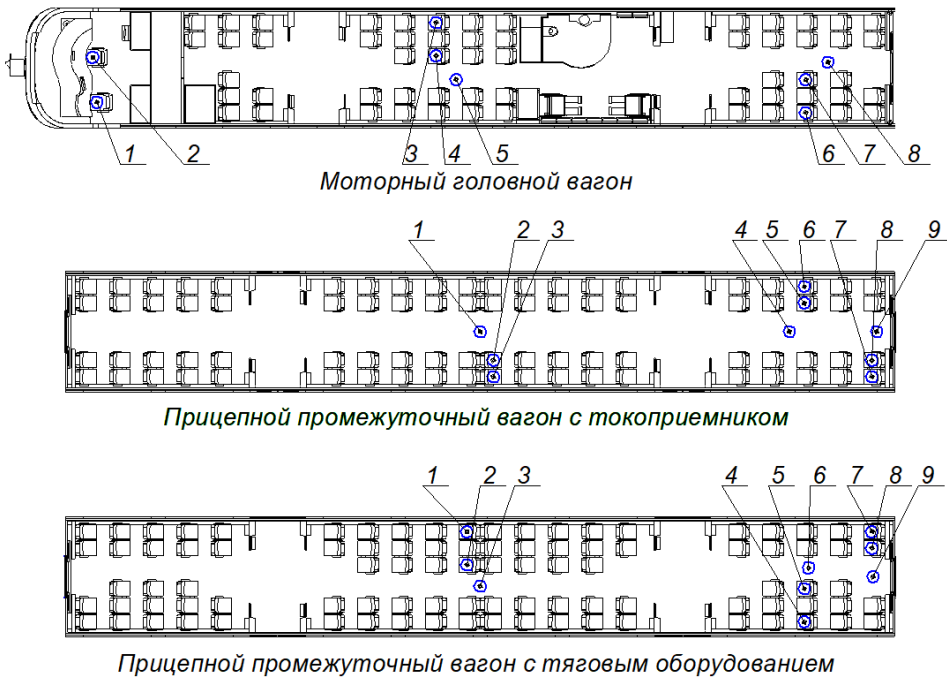 1 2 3 4 5 6 7 8
Моторный головной вагон
1 2 3 4 5 6 7 8 9
Прицепной промежуточный вагон с токоприемником
1 2 3 4 5 6 7 8 9
Прицепной промежуточный вагон с тяговым оборудованием